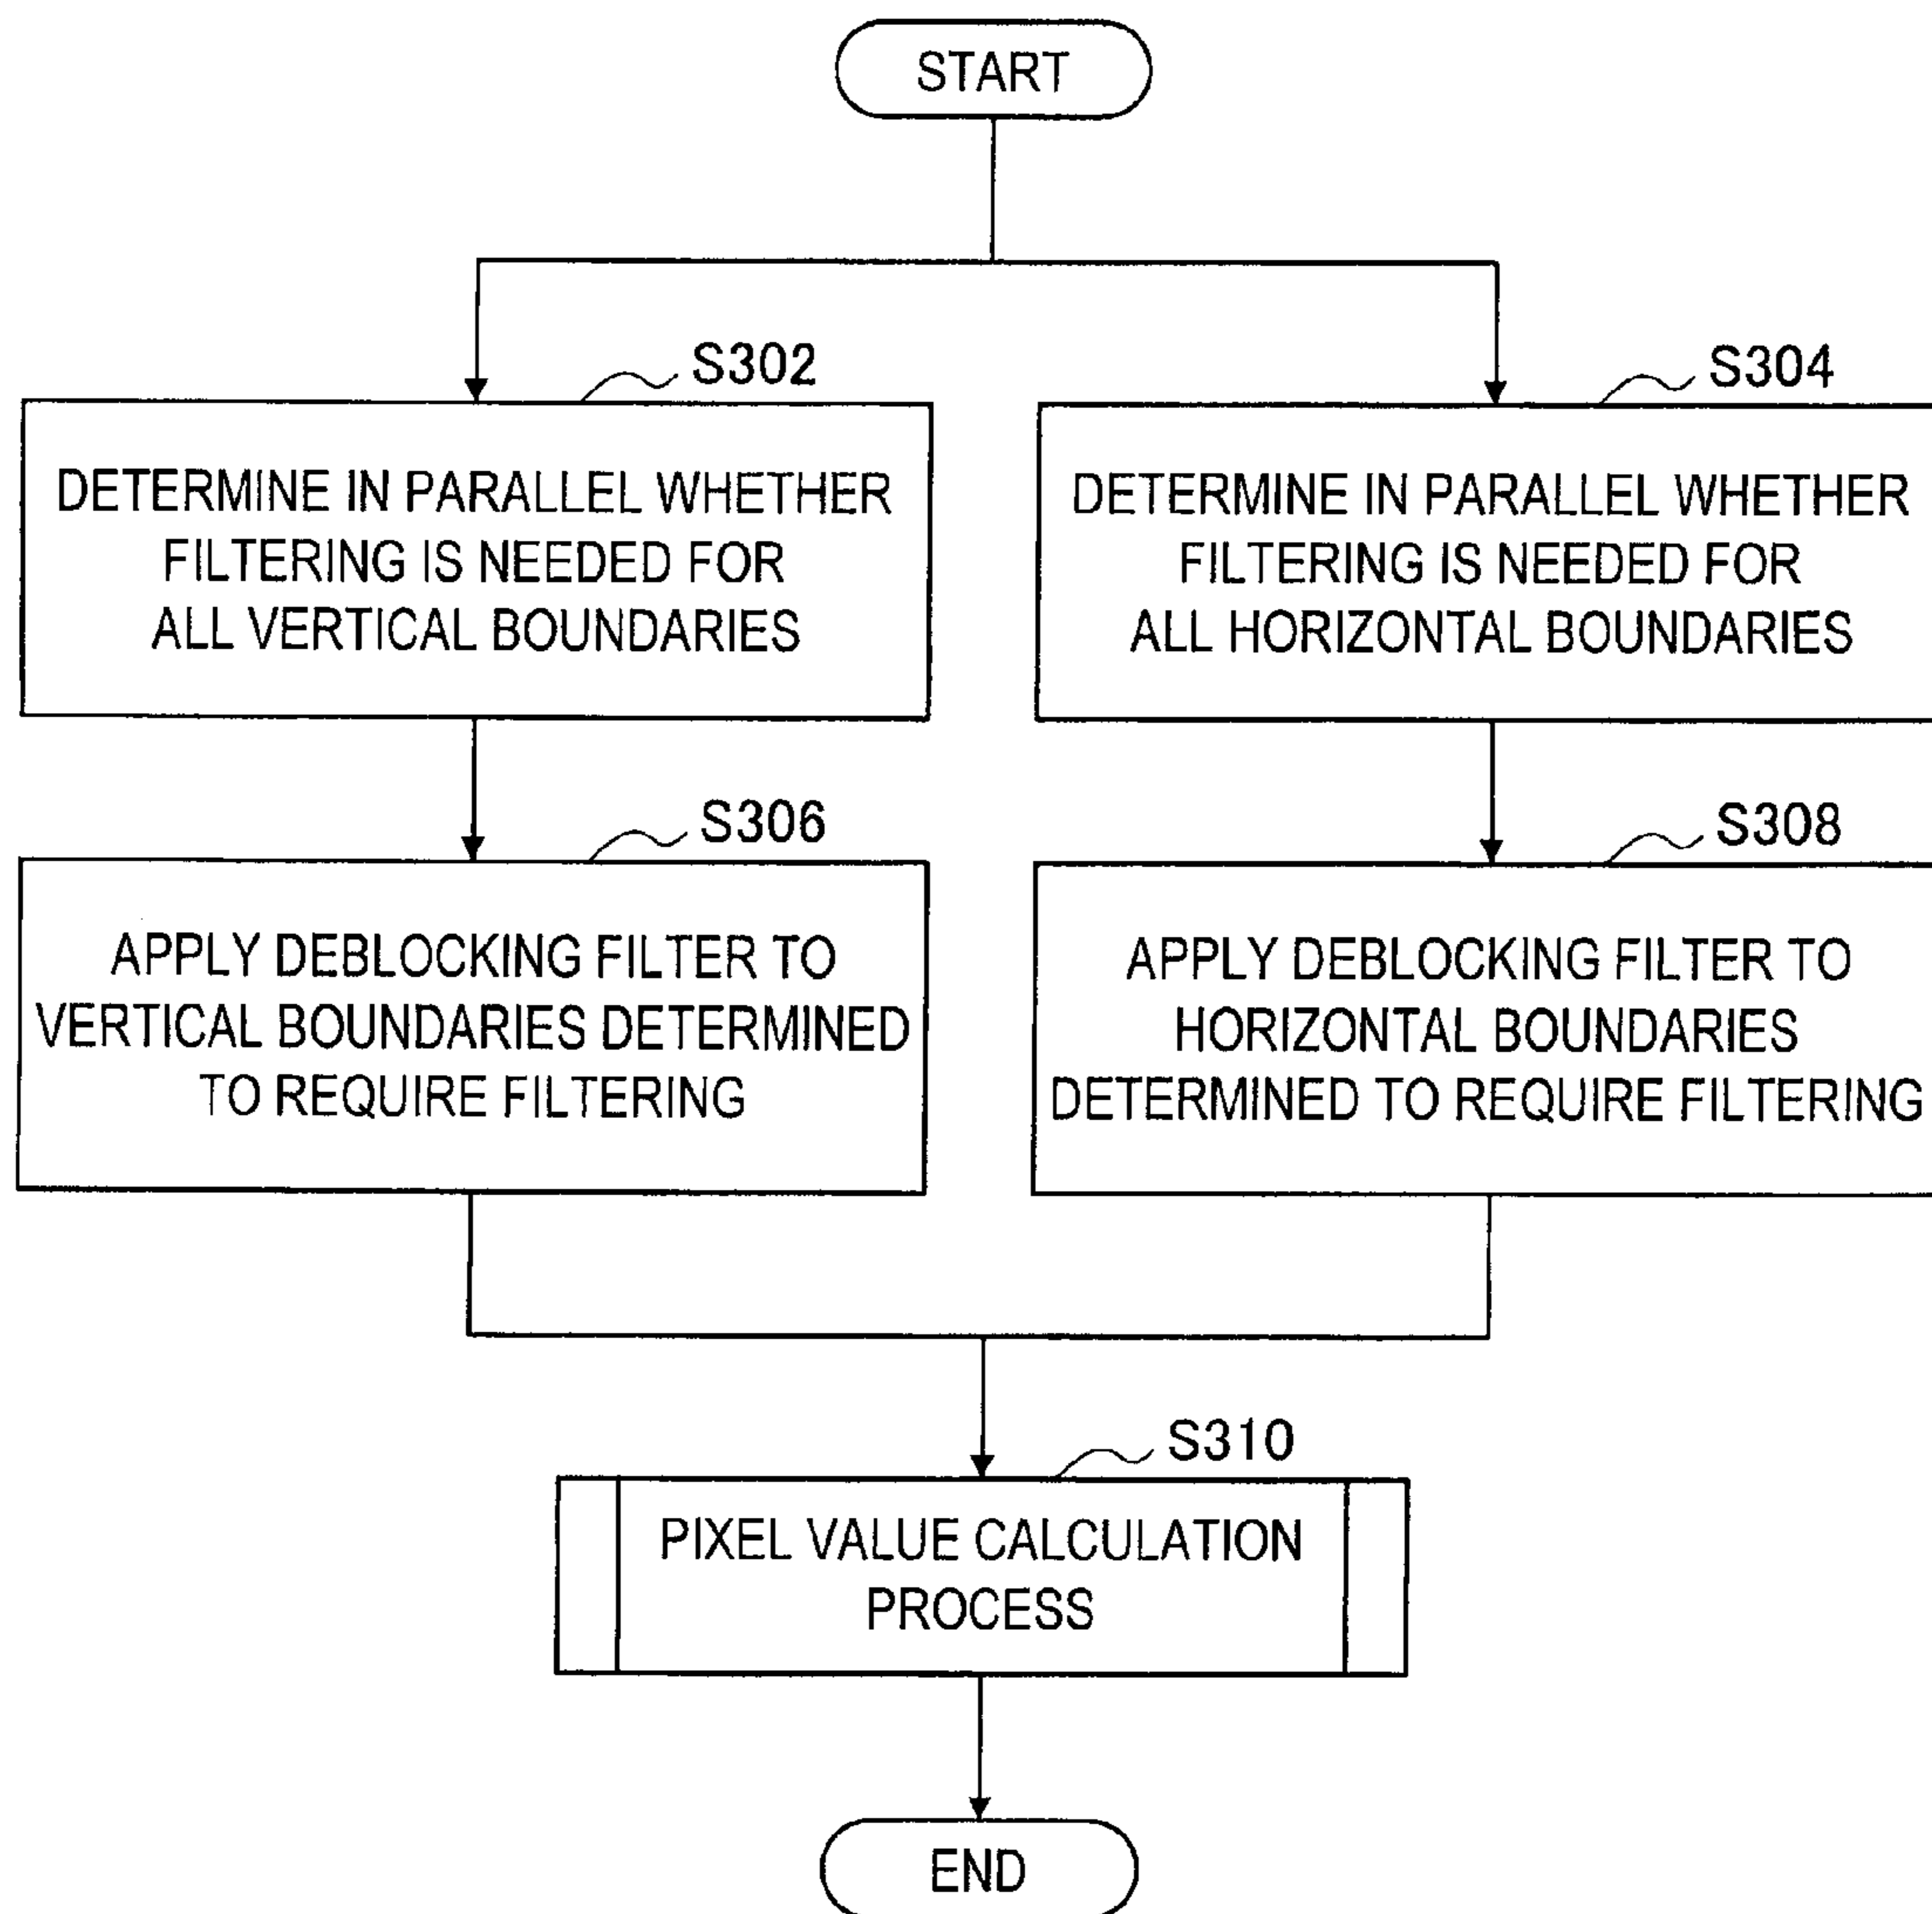 START
S302
DETERMINE IN PARALLEL WHETHER
FILTERING IS NEEDED FOR
ALL VERTICAL BOUNDARIES
S304
DETERMINE IN PARALLEL WHETHER
FILTERING IS NEEDED FOR
ALL HORIZONTAL BOUNDARIES
S306
APPLY DEBLOCKING FILTER TO
VERTICAL BOUNDARIES DETERMINED
TO REQUIRE FILTERING
S308
APPLY DEBLOCKING FILTER TO
HORIZONTAL BOUNDARIES
DETERMINED TO REQUIRE FILTERING
S310
PIXEL VALUE CALCULATION
PROCESS
END